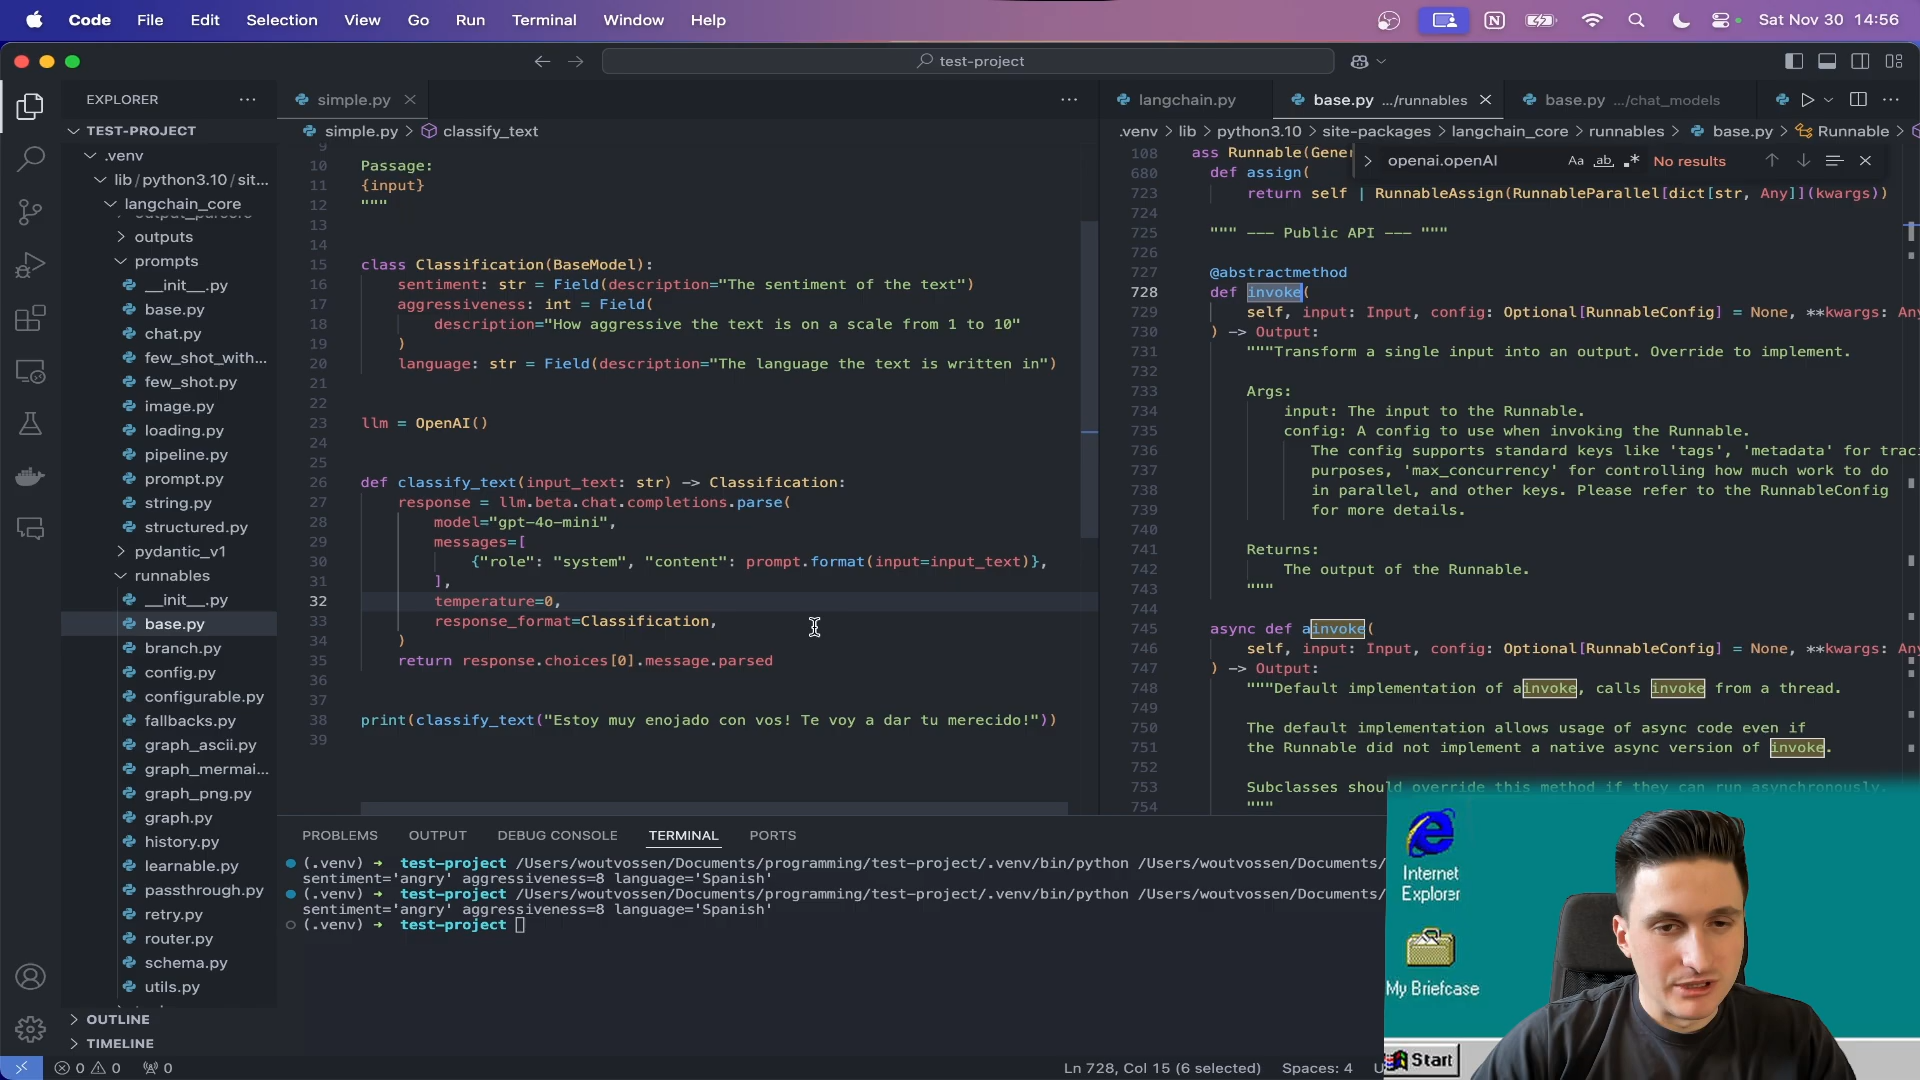 Code File Edit Selection View Go Run Terminal Window Help
Sat Nov 30 14:56
test-project
EXPLORER
TEST-PROJECT
.venv
lib/python3.10/sit...
langchain_core
outputs
prompts
__init__.py
base.py
chat.py
few_shot_with...
few_shot.py
image.py
loading.py
pipeline.py
prompt.py
string.py
structured.py
pydantic_v1
runnables
__init__.py
base.py
branch.py
config.py
configurable.py
fallbacks.py
graph_ascii.py
graph_mermai...
graph_png.py
graph.py
history.py
learnable.py
passthrough.py
retry.py
router.py
schema.py
utils.py
OUTLINE
TIMELINE
simple.py
simple.py > classify_text
9
10 Passage:
11 {input}
12 """
13
14
15 class Classification(BaseModel):
16 sentiment: str = Field(description="The sentiment of the text")
17 aggressiveness: int = Field(
18 description="How aggressive the text is on a scale from 1 to 10"
19 )
20 language: str = Field(description="The language the text is written in")
21
22
23 llm = OpenAI()
24
25
26 def classify_text(input_text: str) -> Classification:
27 response = llm.beta.chat.completions.parse(
28 model="gpt-4o-mini",
29 messages=[
30 {"role": "system", "content": prompt.format(input=input_text)},
31 ],
32 temperature=0,
33 response_format=Classification,
34 )
35 return response.choices[0].message.parsed
36
37
38 print(classify_text("Estoy muy enojado con vos! Te voy a dar tu merecido!"))
39
langchain.py
base.py .../runnables
base.py .../chat_models
.venv > lib > python3.10 > site-packages > langchain_core > runnables > base.py > Runnable >
openai.openAI
Aa ab .* No results
108 ass Runnable(Gener
680 def assign(
723 return self | RunnableAssign(RunnableParallel[dict[str, Any]](kwargs))
724
725 """ --- Public API --- """
726
727 @abstractmethod
728 def invoke(
729 self, input: Input, config: Optional[RunnableConfig] = None, **kwargs: Any
730 ) -> Output:
731 """Transform a single input into an output. Override to implement.
732
733 Args:
734 input: The input to the Runnable.
735 config: A config to use when invoking the Runnable.
736 The config supports standard keys like 'tags', 'metadata' for traci
737 purposes, 'max_concurrency' for controlling how much work to do
738 in parallel, and other keys. Please refer to the RunnableConfig
739 for more details.
740
741 Returns:
742 The output of the Runnable.
743 """
744
745 async def ainvoke(
746 self, input: Input, config: Optional[RunnableConfig] = None, **kwargs: Any
747 ) -> Output:
748 """Default implementation of ainvoke, calls invoke from a thread.
749
750 The default implementation allows usage of async code even if
751 the Runnable did not implement a native async version of invoke.
752
753 Subclasses should override this method if they can run asynchronously.
754 """
PROBLEMS OUTPUT DEBUG CONSOLE TERMINAL PORTS
(.venv) → test-project /Users/woutvossen/Documents/programming/test-project/.venv/bin/python /Users/woutvossen/Documents/
sentiment='angry' aggressiveness=8 language='Spanish'
(.venv) → test-project /Users/woutvossen/Documents/programming/test-project/.venv/bin/python /Users/woutvossen/Documents/
sentiment='angry' aggressiveness=8 language='Spanish'
(.venv) → test-project
Internet
Explorer
My Briefcase
Start
0 0 0
Ln 728, Col 15 (6 selected) Spaces: 4